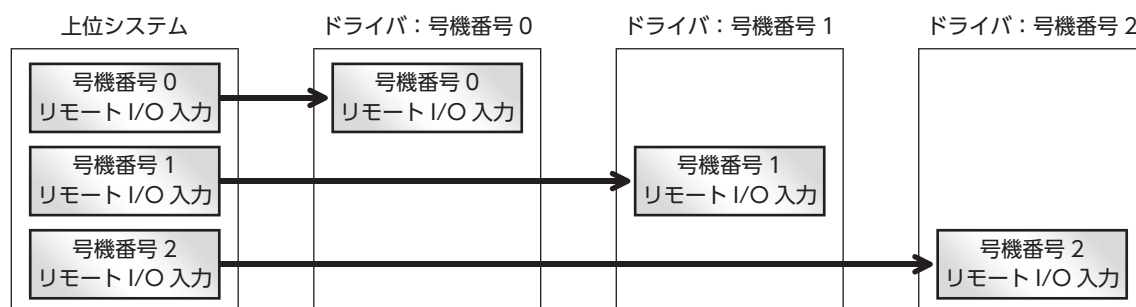 上位システム
ドライバ：号機番号 0
ドライバ：号機番号 1
ドライバ：号機番号 2
号機番号 0
リモート I/O 入力
号機番号 0
リモート I/O 入力
号機番号 1
リモート I/O 入力
号機番号 1
リモート I/O 入力
号機番号 2
リモート I/O 入力
号機番号 2
リモート I/O 入力